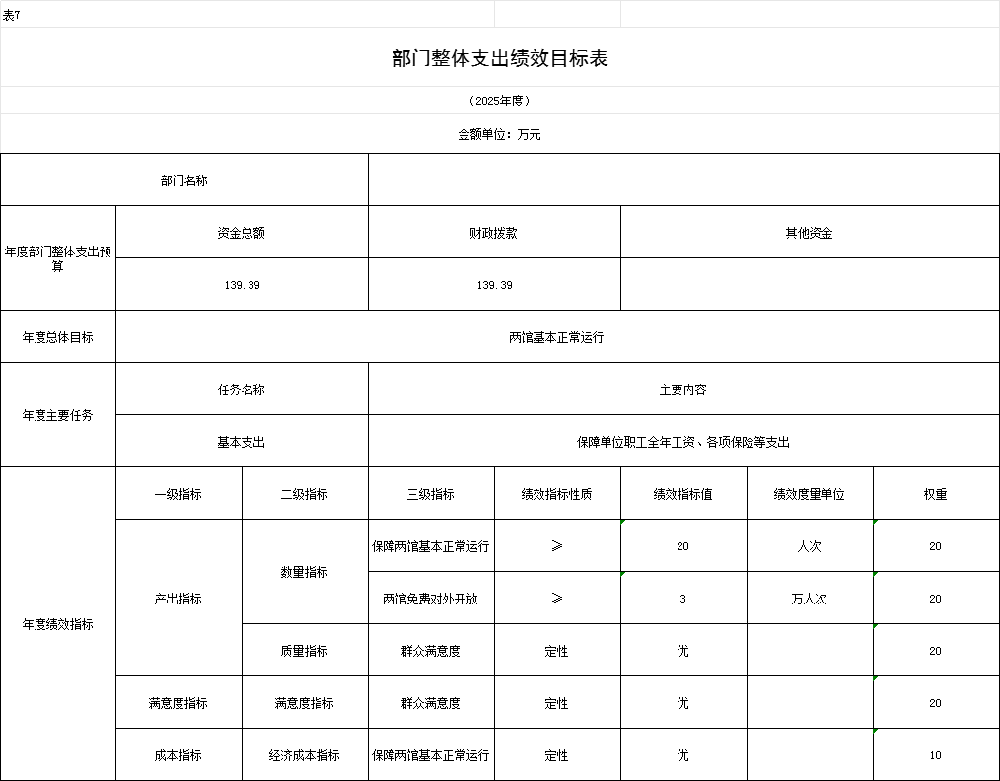 表7
部门整体支出绩效目标表
（2025年度）
金额单位：万元
部门名称
年度部门整体支出预算
资金总额 财政拨款 其他资金
139.39 139.39
年度总体目标 两馆基本正常运行
年度主要任务
任务名称 主要内容
基本支出 保障单位职工全年工资、各项保险等支出
年度绩效指标
一级指标 二级指标 三级指标 绩效指标性质 绩效指标值 绩效度量单位 权重
产出指标 数量指标 保障两馆基本正常运行 ≥ 20 人次 20
两馆免费对外开放 ≥ 3 万人次 20
质量指标 群众满意度 定性 优 20
满意度指标 满意度指标 群众满意度 定性 优 20
成本指标 经济成本指标 保障两馆基本正常运行 定性 优 10